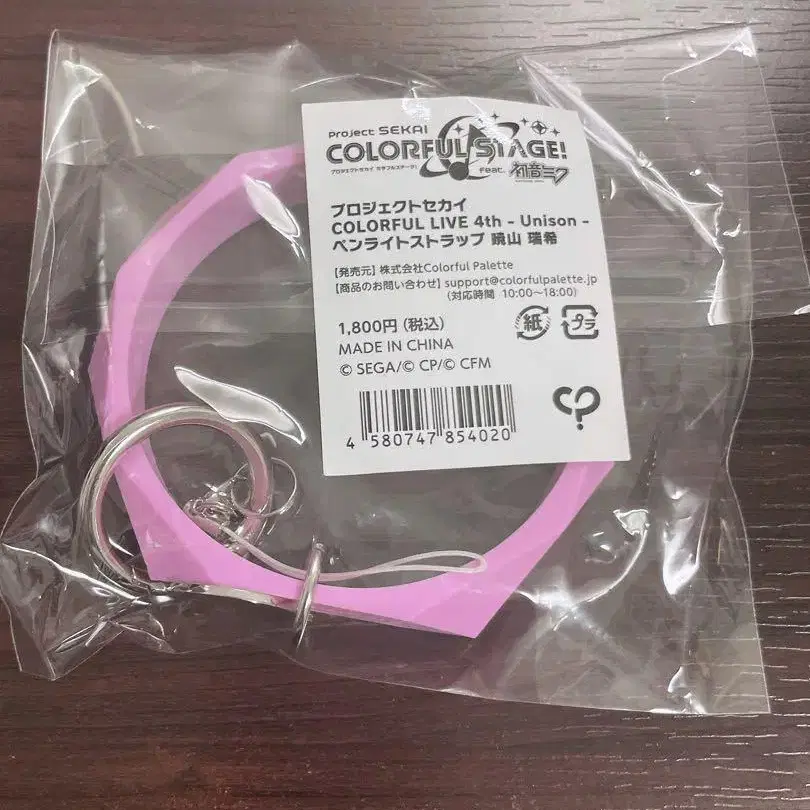 Project SEKAI
COLORFUL STAGE!
プロジェクトセカイ カラフルステージ!
feat. 初音ミク
プロジェクトセカイ
COLORFUL LIVE 4th - Unison -
ペンライトストラップ 暁山 瑞希
【発売元】株式会社Colorful Palette
【商品のお問い合わせ】support@colorfulpalette.jp
(対応時間 10:00~18:00)
1,800円(税込)
紙 プラ
MADE IN CHINA
© SEGA/© CP/© CFM
4 580747 854020